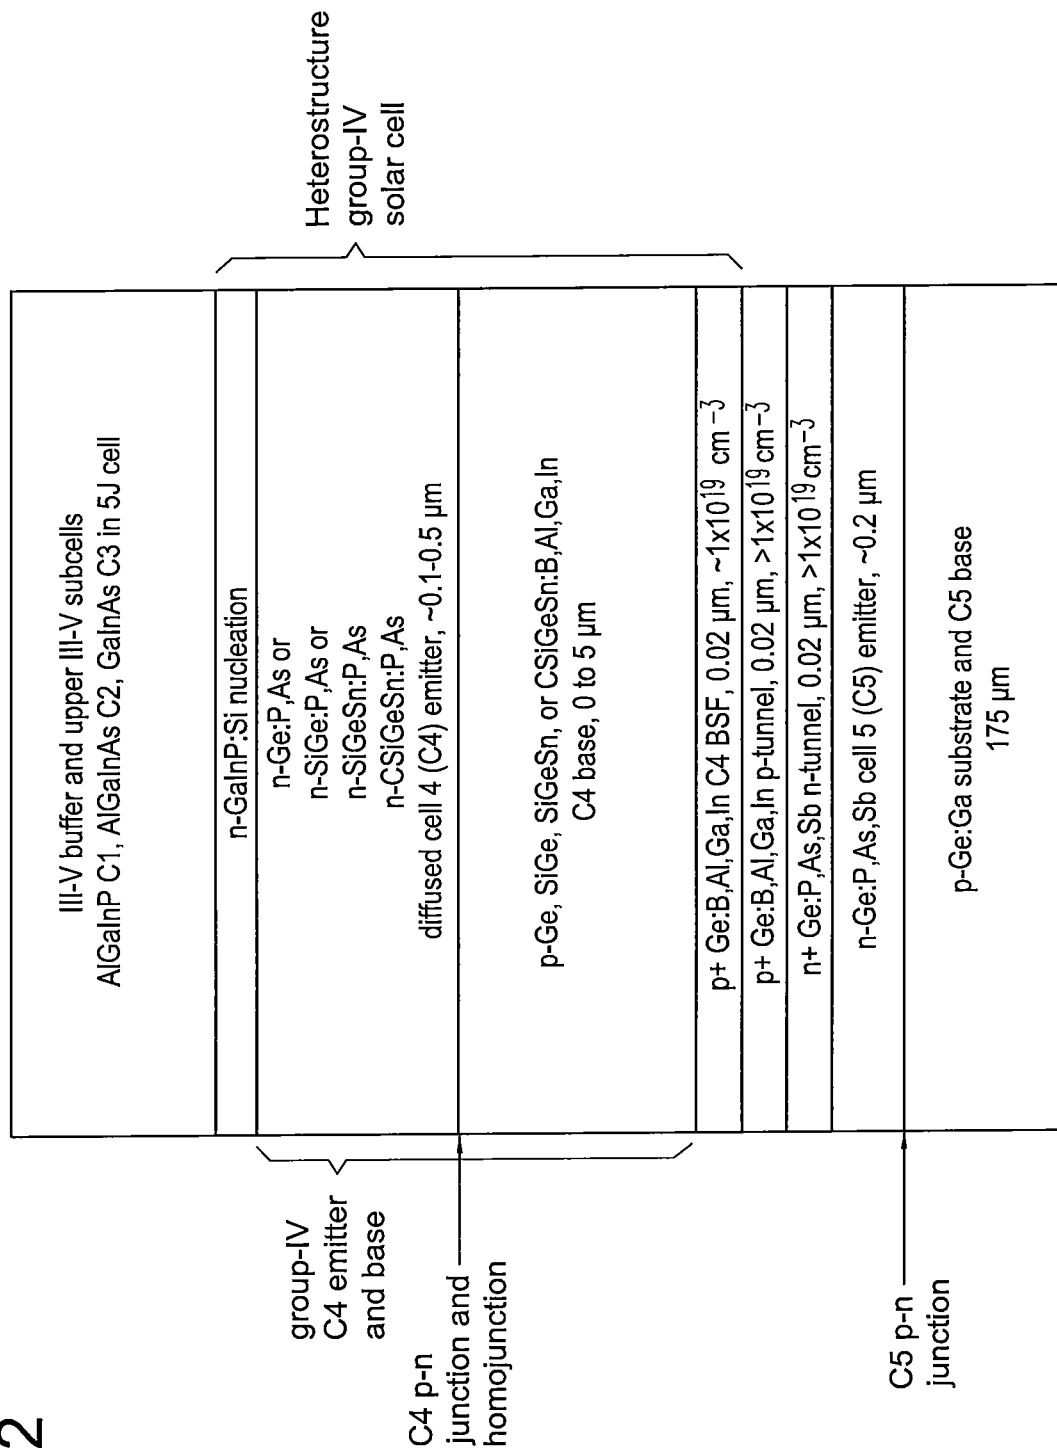 2
III-V buffer and upper III-V subcells
AlGaInP C1, AlGaInAs C2, GaInAs C3 in 5J cell
n-GaInP:Si nucleation
n-Ge:P,As or
n-SiGe:P,As or
n-SiGeSn:P,As
n-CSiGeSn:P,As
diffused cell 4 (C4) emitter, ~0.1-0.5 µm
p-Ge, SiGe, SiGeSn, or CSiGeSn:B,Al,Ga,In
C4 base, 0 to 5 µm
p+ Ge:B,Al,Ga,In C4 BSF, 0.02 µm, ~1x10¹⁹ cm⁻³
p+ Ge:B,Al,Ga,In p-tunnel, 0.02 µm, >1x10¹⁹ cm⁻³
n+ Ge:P,As,Sb n-tunnel, 0.02 µm, >1x10¹⁹ cm⁻³
n-Ge:P,As,Sb cell 5 (C5) emitter, ~0.2 µm
p-Ge:Ga substrate and C5 base
175 µm
Heterostructure
group-IV
solar cell
group-IV
C4 emitter
and base
C4 p-n
junction and
homojunction
C5 p-n
junction